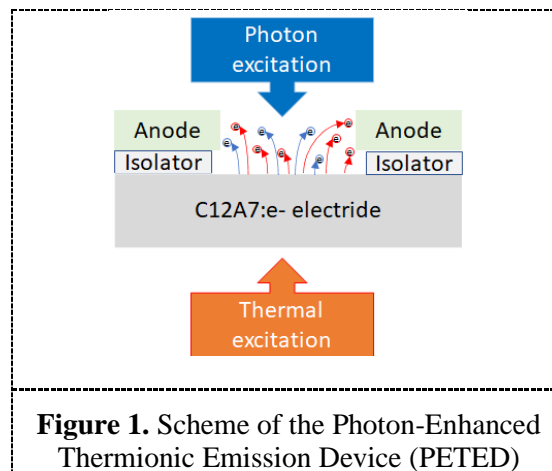 Photon
excitation
Anode
Anode
Isolator
Isolator
e e e e e e e e e e e
C12A7:e- electride
Thermal
excitation
Figure 1. Scheme of the Photon-Enhanced
Thermionic Emission Device (PETED)